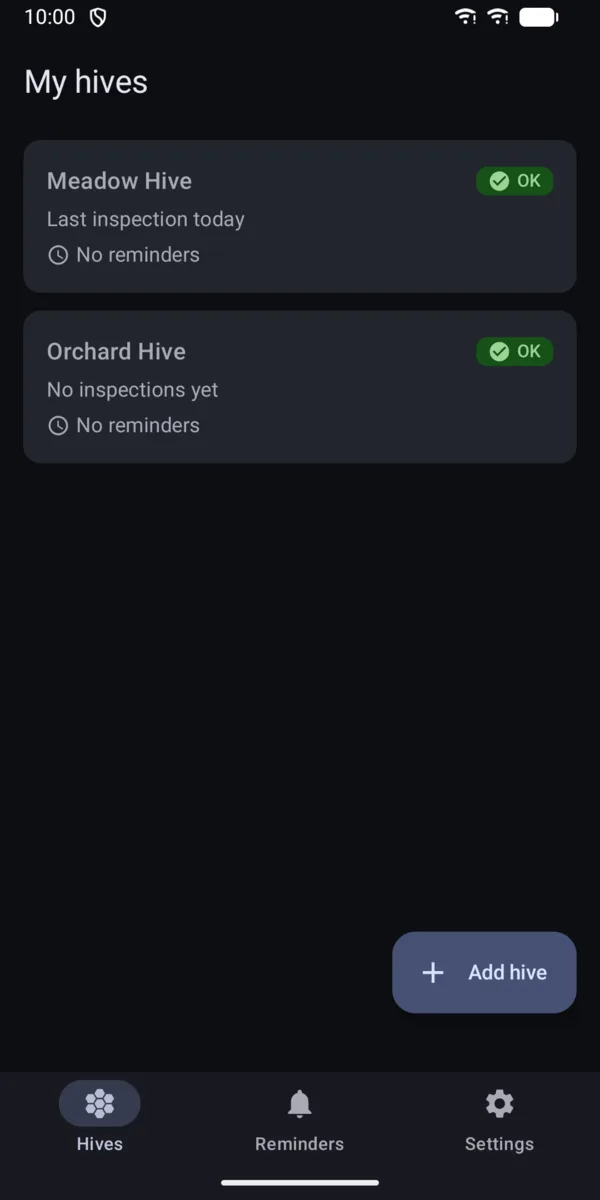 10:00
My hives
Meadow Hive
OK
Last inspection today
No reminders
Orchard Hive
OK
No inspections yet
No reminders
Add hive
Hives
Reminders
Settings